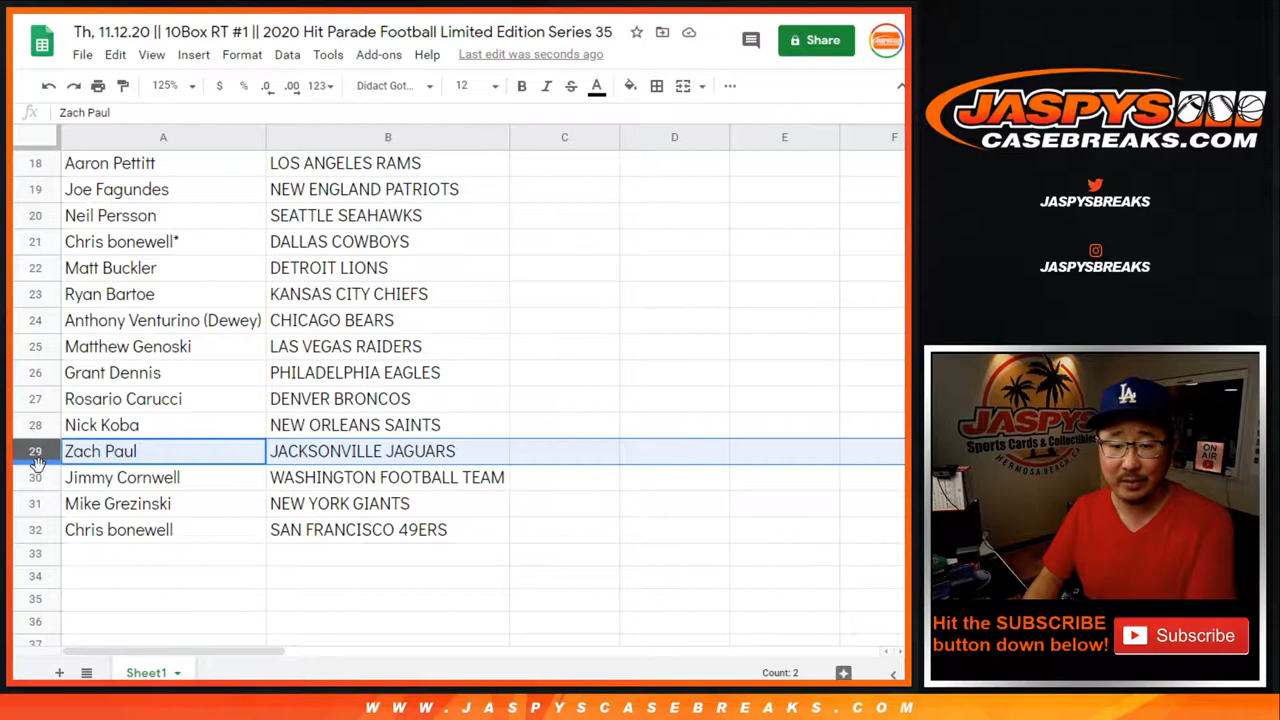 Th, 11.12.20 || 10Box RT #1 || 2020 Hit Parade Football Limited Edition Series 35
File Edit View Insert Format Data Tools Add-ons Help Last edit was seconds ago
Share
125% $ % .0 .00 123 Didact Got... 12 B I S A
fx Zach Paul
A B C D E F
18 Aaron Pettitt LOS ANGELES RAMS
19 Joe Fagundes NEW ENGLAND PATRIOTS
20 Neil Persson SEATTLE SEAHAWKS
21 Chris bonewell* DALLAS COWBOYS
22 Matt Buckler DETROIT LIONS
23 Ryan Bartoe KANSAS CITY CHIEFS
24 Anthony Venturino (Dewey) CHICAGO BEARS
25 Matthew Genoski LAS VEGAS RAIDERS
26 Grant Dennis PHILADELPHIA EAGLES
27 Rosario Carucci DENVER BRONCOS
28 Nick Koba NEW ORLEANS SAINTS
29 Zach Paul JACKSONVILLE JAGUARS
30 Jimmy Cornwell WASHINGTON FOOTBALL TEAM
31 Mike Grezinski NEW YORK GIANTS
32 Chris bonewell SAN FRANCISCO 49ERS
33
34
35
36
37
Sheet1
Count: 2
JASPYS
CASEBREAKS.COM
JASPYSBREAKS
JASPYSBREAKS
JASPYS
Sports Cards & Collectibles
HERMOSA BEACH, CA
ON AIR
LA
Hit the SUBSCRIBE
button down below!
Subscribe
WWW.JASPYSCASEBREAKS.COM